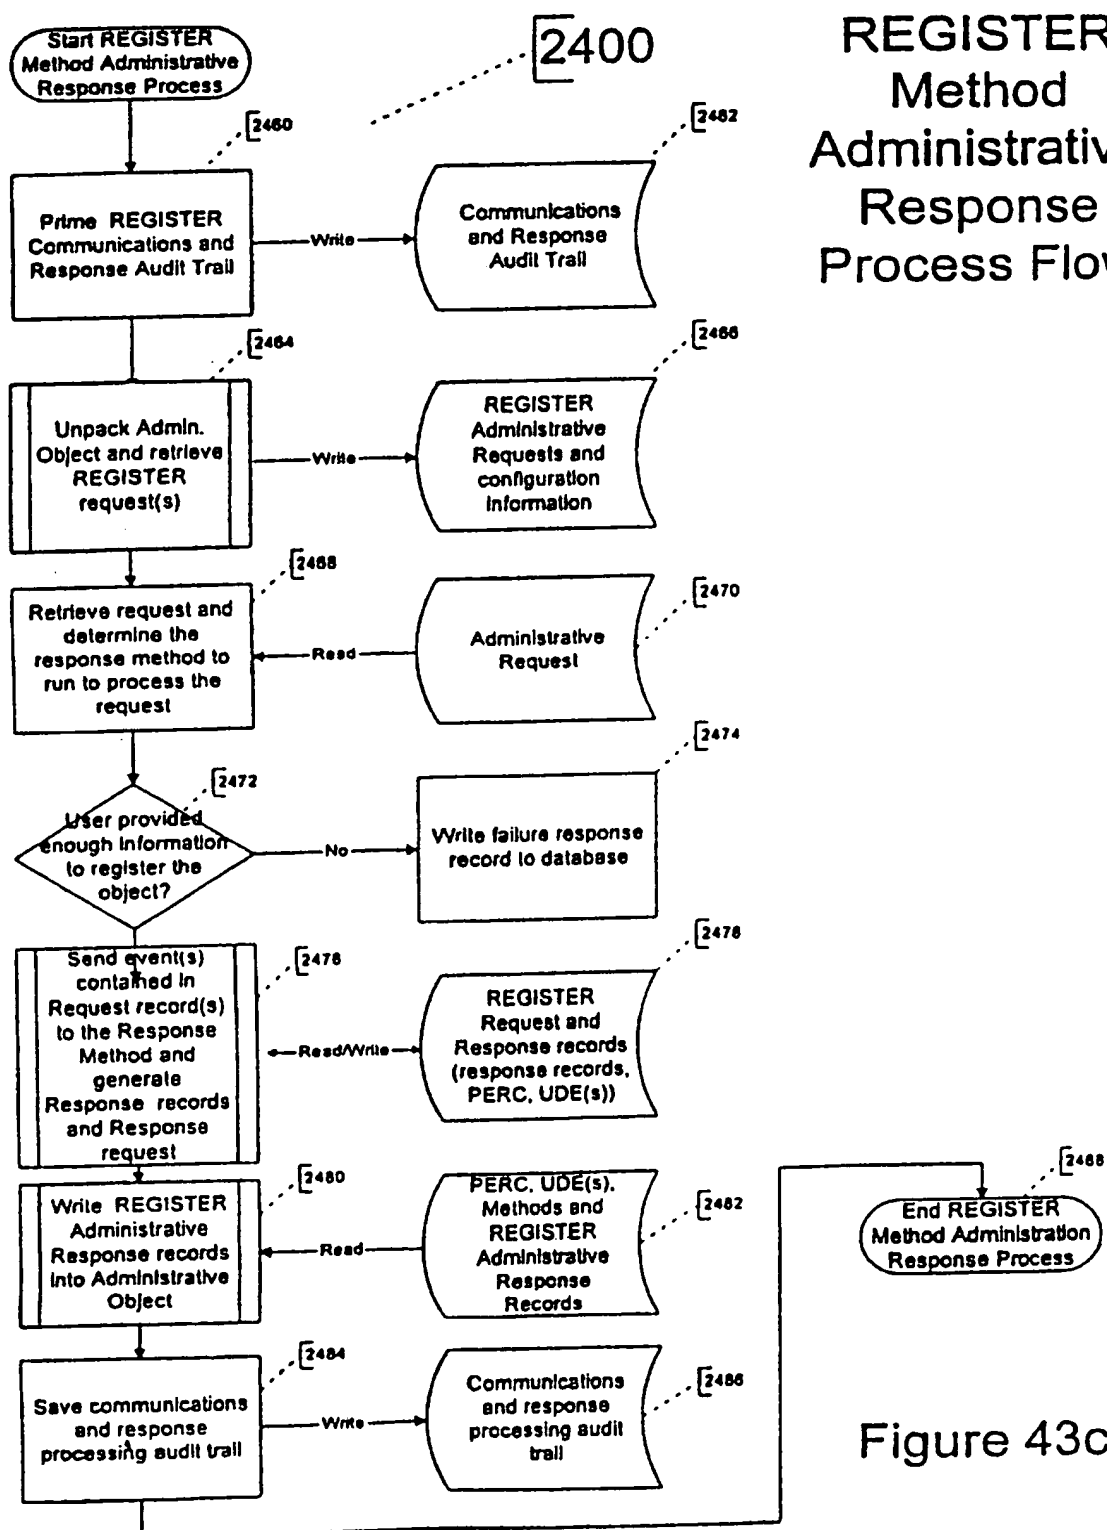 Start REGISTER
Method Administrative
Response Process
2400
REGISTER
Method
Administrativ
Response
Process Flow
2460
2462
Prime REGISTER
Communications and
Response Audit Trail
Write
Communications
and Response
Audit Trail
2464
2466
Unpack Admin.
Object and retrieve
REGISTER
request(s)
Write
REGISTER
Administrative
Requests and
configuration
Information
2468
2470
Retrieve request and
determine the
response method to
run to process the
request
Read
Administrative
Request
2472
2474
User provided
enough Information
to register the
object?
No
Write failure response
record to database
2476
2478
Send event(s)
contained in
Request record(s)
to the Response
Method and
generate
Response records
and Response
request
Read/Write
REGISTER
Request and
Response records
(response records,
PERC, UDE(s))
2480
2482
Write REGISTER
Administrative
Response records
into Administrative
Object
Read
PERC, UDE(s),
Methods and
REGISTER
Administrative
Response
Records
2488
End REGISTER
Method Administration
Response Process
2484
2486
Save communications
and response
processing audit trail
Write
Communications
and response
processing audit
trail
Figure 43c